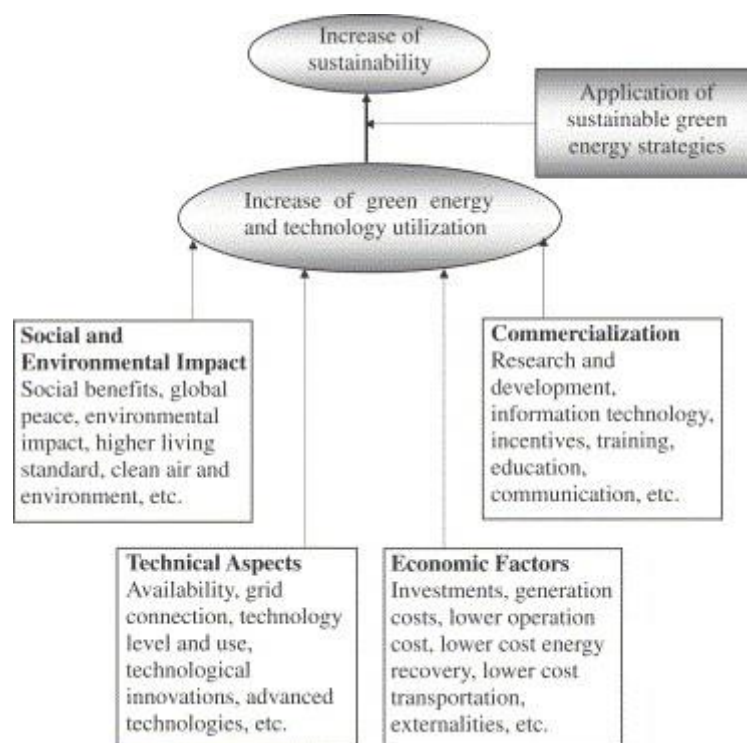 Increase of
sustainability
Application of
sustainable green
energy strategies
Increase of green energy
and technology utilization
Social and
Environmental Impact
Social benefits, global
peace, environmental
impact, higher living
standard, clean air and
environment, etc.
Commercialization
Research and
development,
information technology,
incentives, training,
education,
communication, etc.
Technical Aspects
Availability, grid
connection, technology
level and use,
technological
innovations, advanced
technologies, etc.
Economic Factors
Investments, generation
costs, lower operation
cost, lower cost energy
recovery, lower cost
transportation,
externalities, etc.